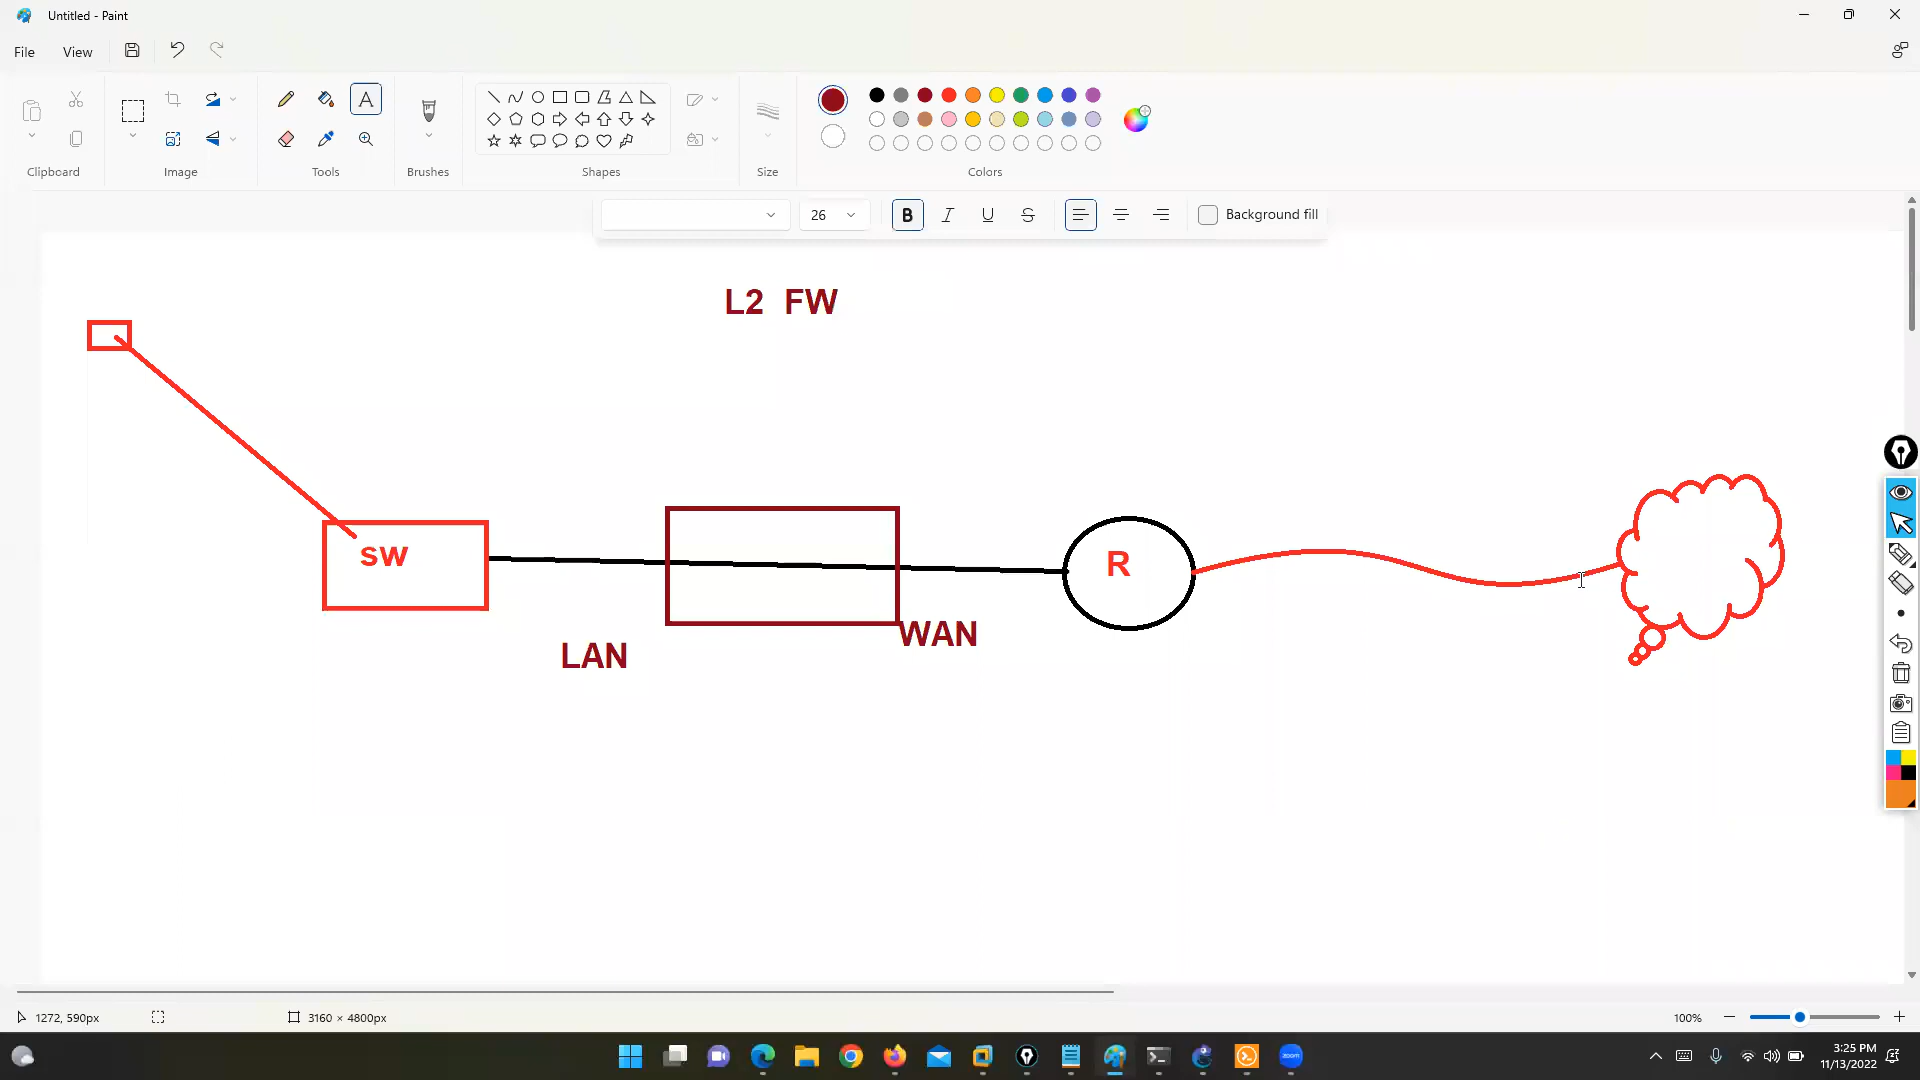 Untitled - Paint
File View
Clipboard
Image
Tools
Brushes
Shapes
Size
Colors
A
26 B I U S Background fill
L2 FW
SW
R
WAN
LAN
1272, 590px
3160 × 4800px
100%
zoom
3:25 PM
11/13/2022